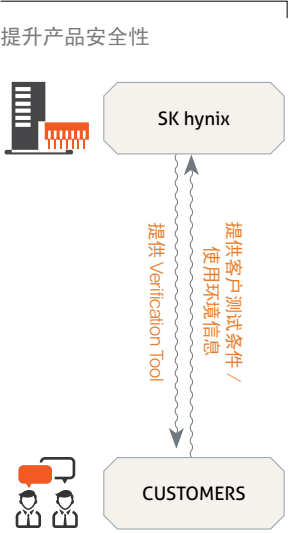 提升产品安全性
SK hynix
提供 Verification Tool
提供客户测试条件 /
使用环境信息
CUSTOMERS